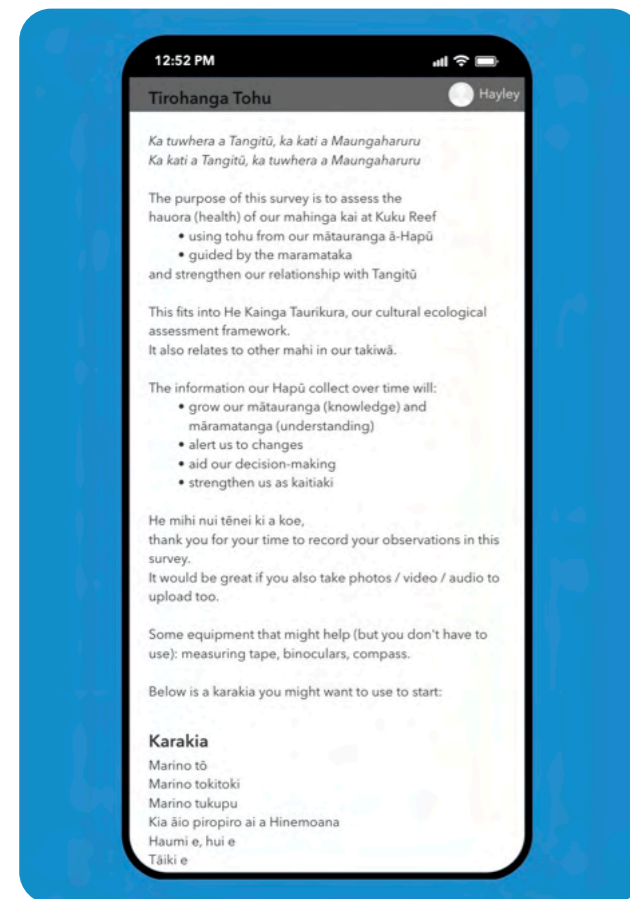 12:52 PM
Tirohanga Tohu
Hayley
Ka tuwhera a Tangitū, ka kati a Maungaharuru
Ka kati a Tangitū, ka tuwhera a Maungaharuru
The purpose of this survey is to assess the
hauora (health) of our mahinga kai at Kuku Reef
• using tohu from our mātauranga ā-Hapū
• guided by the maramataka
and strengthen our relationship with Tangitū
This fits into He Kainga Taurikura, our cultural ecological
assessment framework.
It also relates to other mahi in our takiwā.
The information our Hapū collect over time will:
• grow our mātauranga (knowledge) and
māramatanga (understanding)
• alert us to changes
• aid our decision-making
• strengthen us as kaitiaki
He mihi nui tēnei ki a koe,
thank you for your time to record your observations in this
survey.
It would be great if you also take photos / video / audio to
upload too.
Some equipment that might help (but you don't have to
use): measuring tape, binoculars, compass.
Below is a karakia you might want to use to start:
Karakia
Marino tō
Marino tokitoki
Marino tukupu
Kia āio piropiro ai a Hinemoana
Haumi e, hui e
Tāiki e